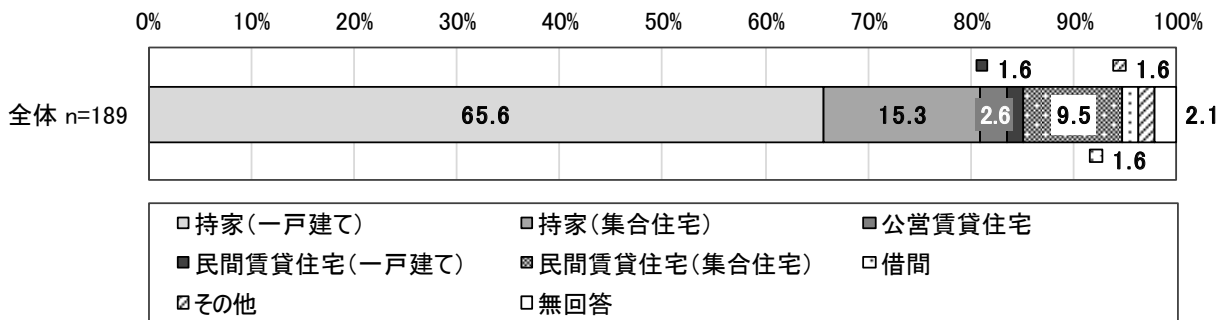 0% 10% 20% 30% 40% 50% 60% 70% 80% 90% 100%
1.6 1.6
全体 n=189 65.6 15.3 2.6 9.5 2.1
1.6
持家(一戸建て) 持家(集合住宅) 公営賃貸住宅
民間賃貸住宅(一戸建て) 民間賃貸住宅(集合住宅) 借間
その他 無回答